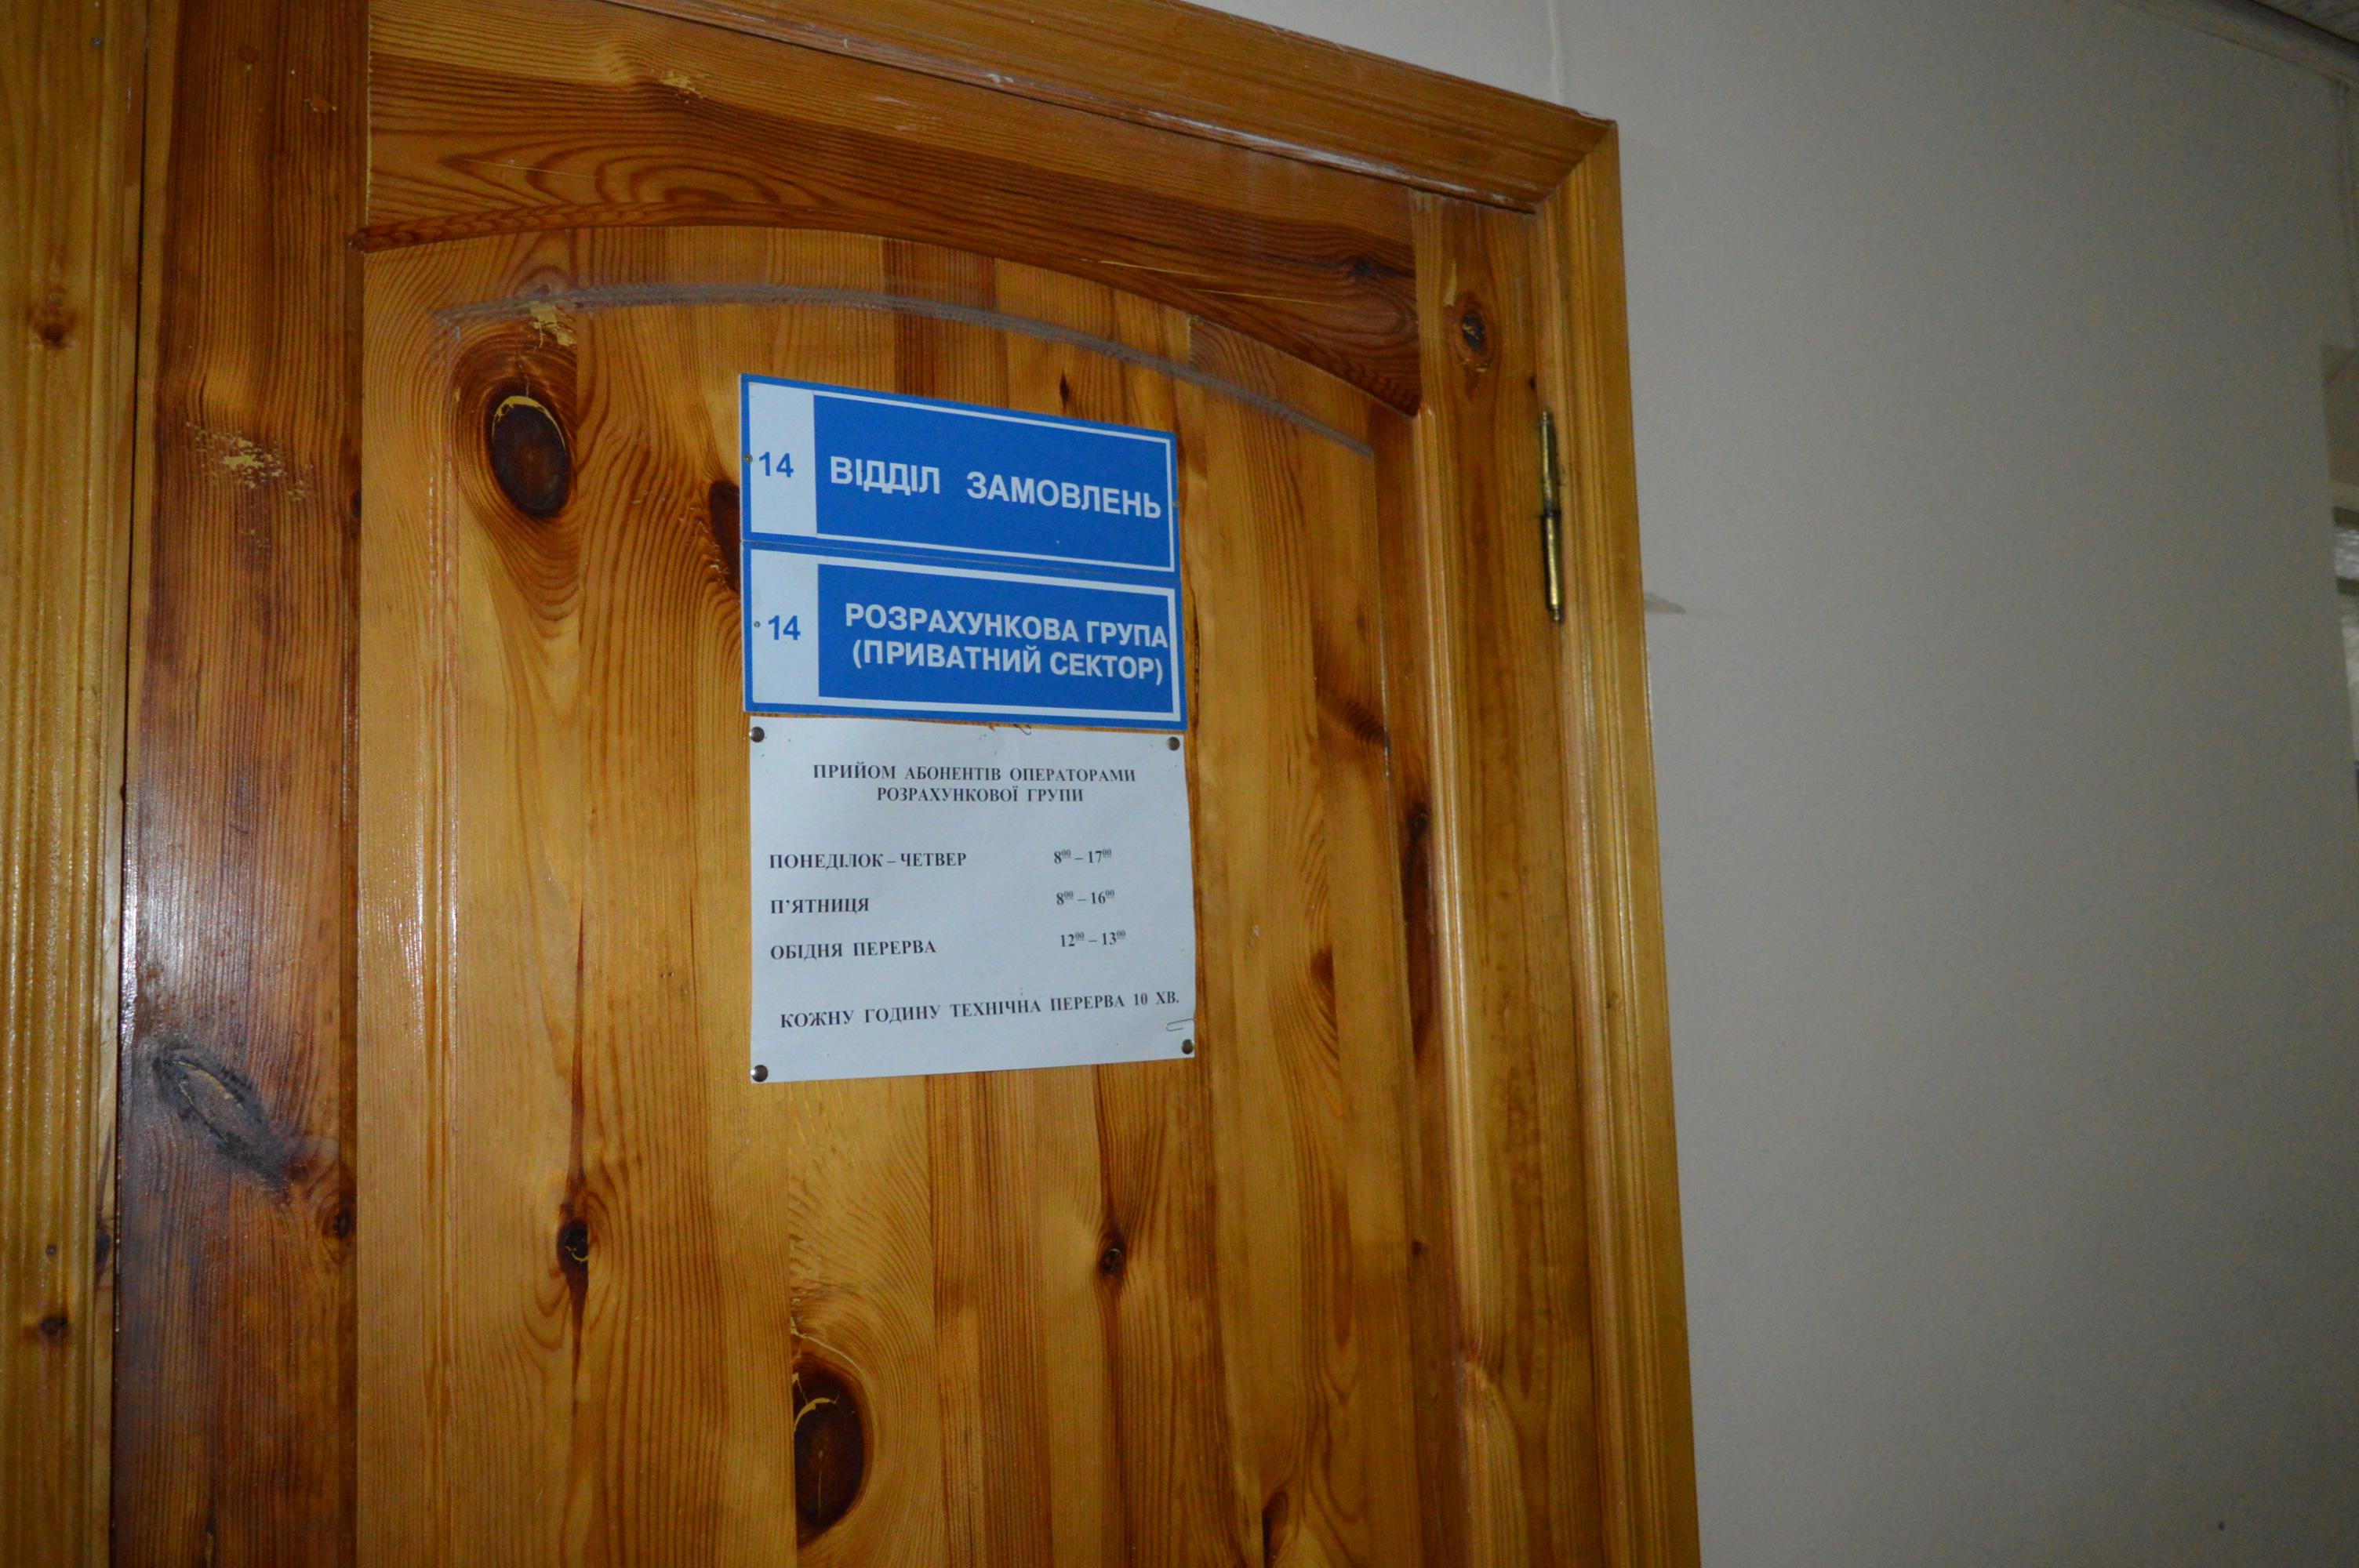 14 ВІДДІЛ ЗАМОВЛЕНЬ
14 РОЗРАХУНКОВА ГРУПА
(ПРИВАТНИЙ СЕКТОР)
ПРИЙОМ АБОНЕНТІВ ОПЕРАТОРАМИ
РОЗРАХУНКОВОЇ ГРУПИ
ПОНЕДІЛОК – ЧЕТВЕР 8⁰⁰ – 17⁰⁰
П’ЯТНИЦЯ 8⁰⁰ – 16⁰⁰
ОБІДНЯ ПЕРЕРВА 12⁰⁰ – 13⁰⁰
КОЖНУ ГОДИНУ ТЕХНІЧНА ПЕРЕРВА 10 ХВ.